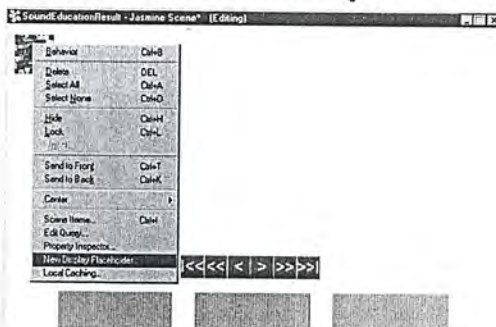 SoundEducationResult - Jasmine Scene* [Editing]
Behavior Ctrl+B
Delete DEL
Select All Ctrl+A
Select None Ctrl+D
Hide Ctrl+H
Lock Ctrl+L
Send to Front Ctrl+T
Send to Back Ctrl+K
Center
Scene Items... Ctrl+I
Edit Query...
Property Inspector...
New Display Placeholder...
Local Caching...
|<< << < > >> >>|